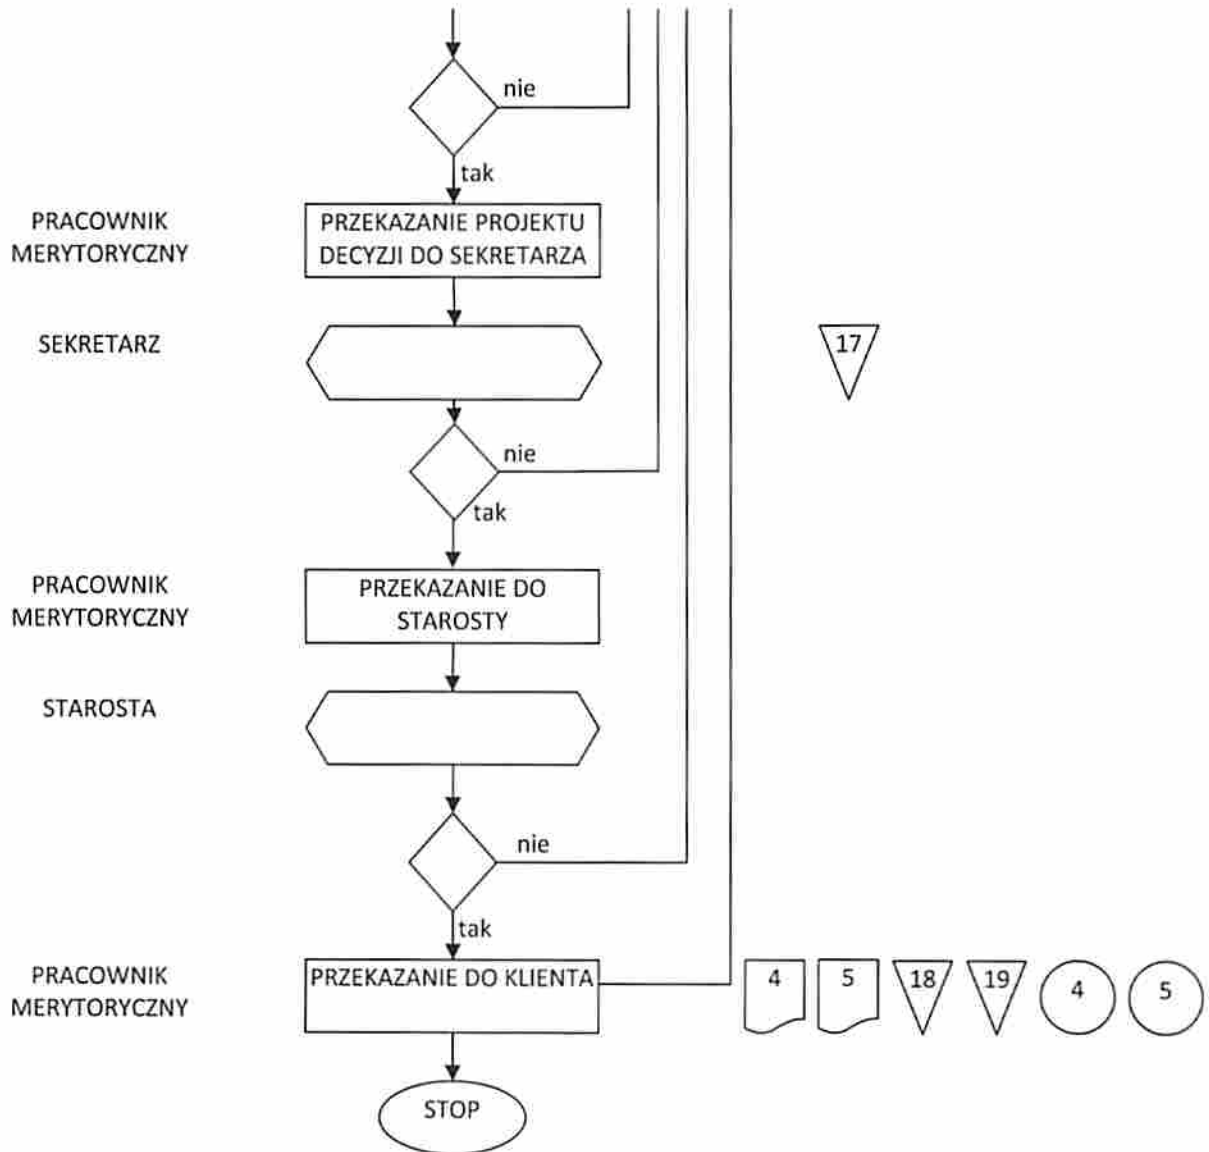 nie
tak
PRACOWNIK
MERYTORYCZNY
PRZEKAZANIE PROJEKTU
DECYZJI DO SEKRETARZA
SEKRETARZ
17
nie
tak
PRACOWNIK
MERYTORYCZNY
PRZEKAZANIE DO
STAROSTY
STAROSTA
nie
tak
PRACOWNIK
MERYTORYCZNY
PRZEKAZANIE DO KLIENTA
4 5 18 19 4 5
STOP